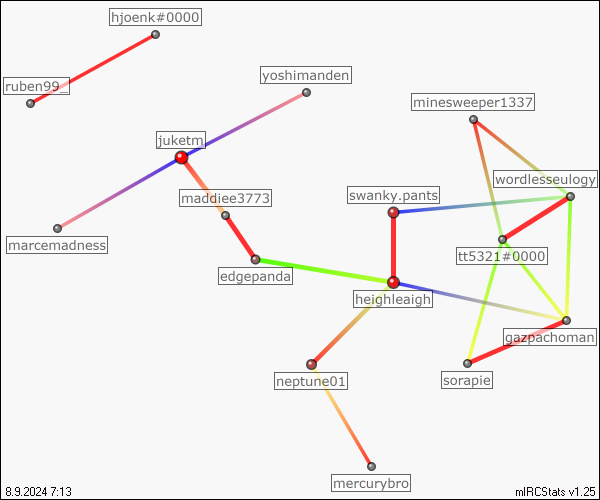 hjoenk#0000
yoshimanden
ruben99_
minesweeper1337
juketm
wordlesseulogy
maddiee3773
swanky.pants
marcemadness
tt5321#0000
edgepanda
heighleaigh
gazpachoman
neptune01
sorapie
mercurybro
8.9.2024 7:13
mIRCStats v1.25